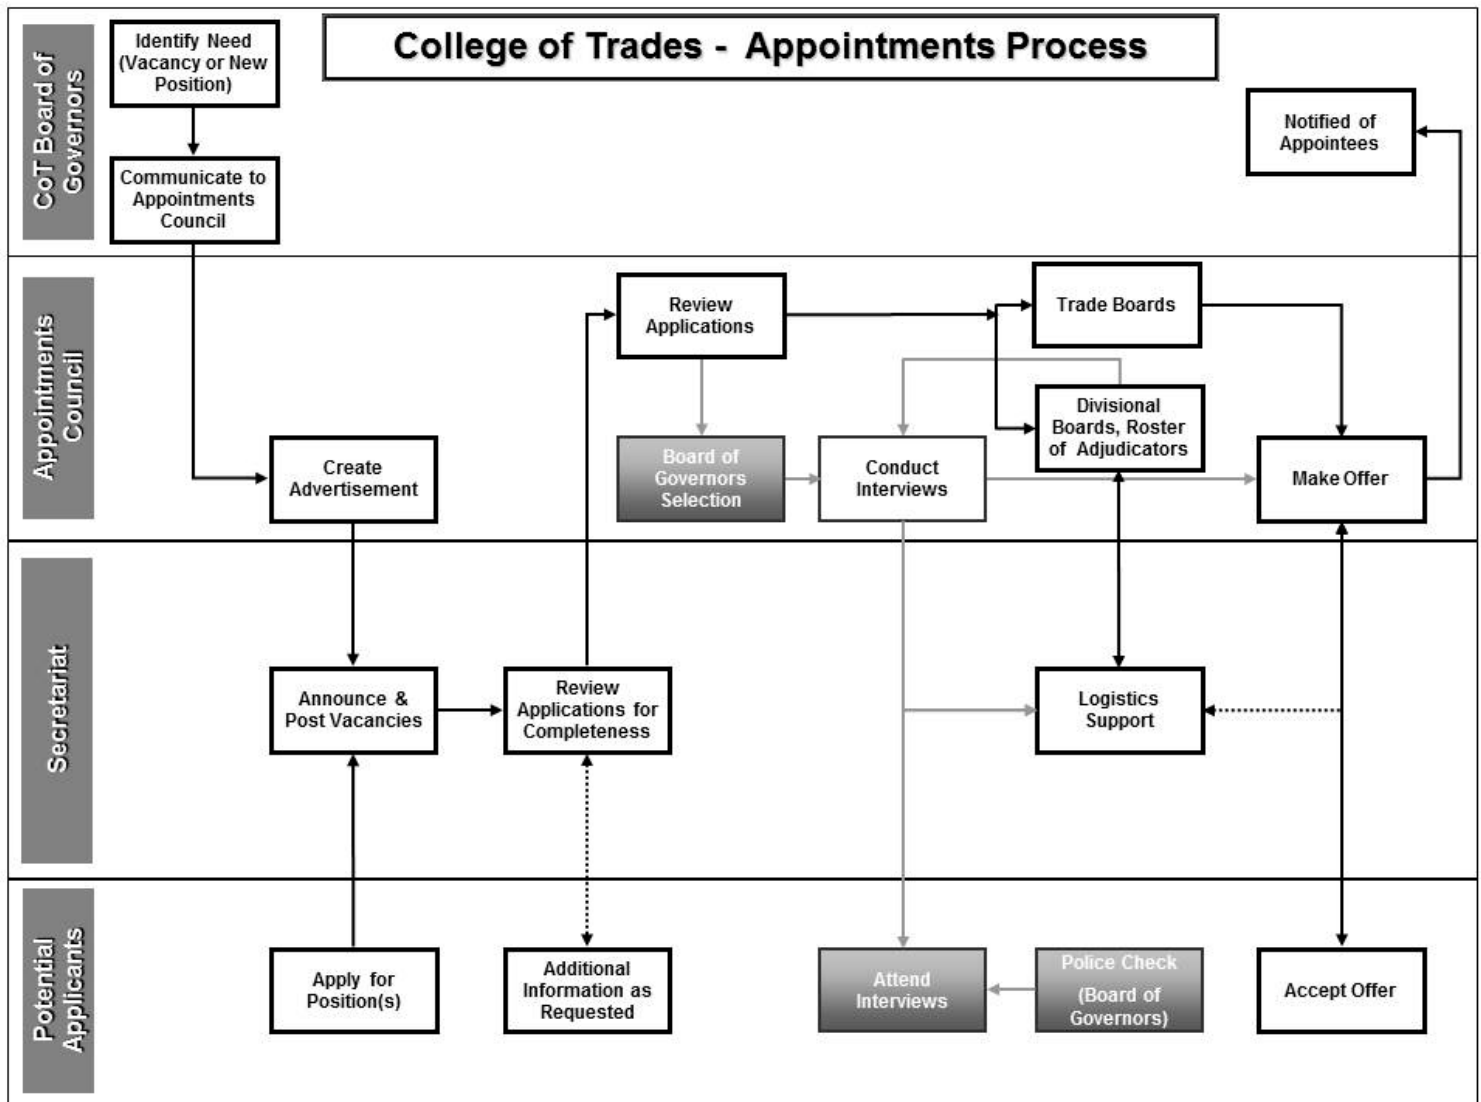 College of Trades - Appointments Process
CoT Board of
Governors
Identify Need
(Vacancy or New
Position)
Communicate to
Appointments
Council
Notified of
Appointees
Appointments
Council
Create
Advertisement
Review
Applications
Board of
Governors
Selection
Conduct
Interviews
Trade Boards
Divisional
Boards, Roster
of Adjudicators
Make Offer
Secretariat
Announce &
Post Vacancies
Review
Applications for
Completeness
Logistics
Support
Potential
Applicants
Apply for
Position(s)
Additional
Information as
Requested
Attend
Interviews
Police Check
(Board of
Governors)
Accept Offer